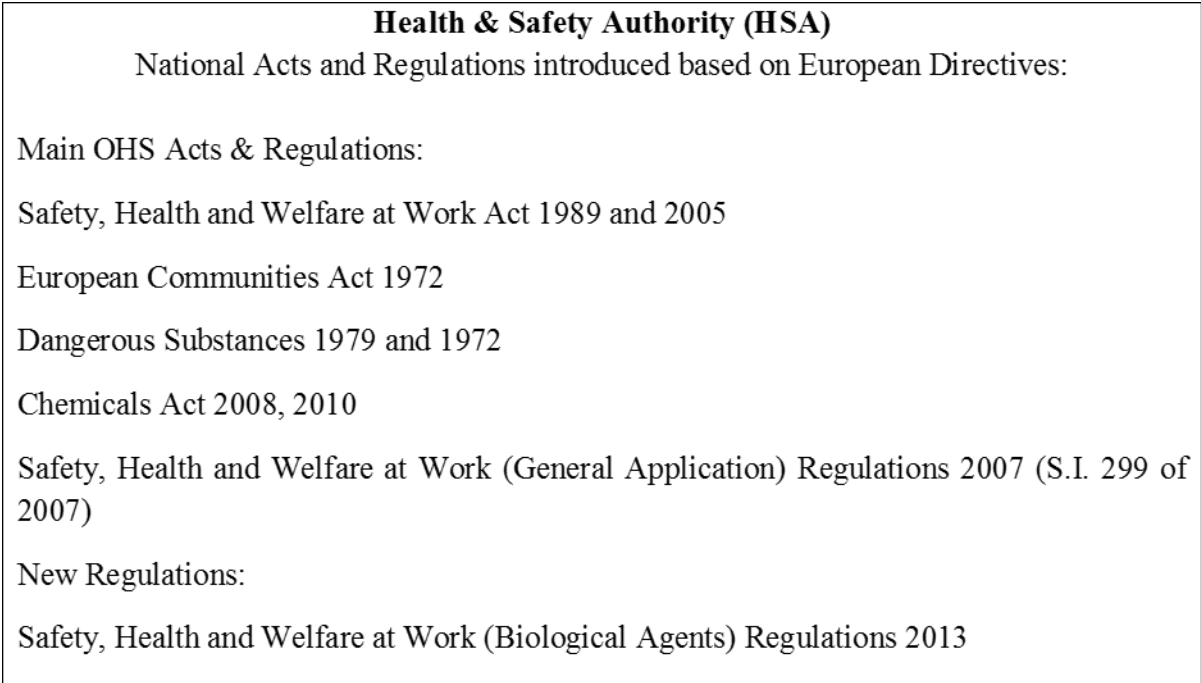 Health & Safety Authority (HSA)
National Acts and Regulations introduced based on European Directives:
Main OHS Acts & Regulations:
Safety, Health and Welfare at Work Act 1989 and 2005
European Communities Act 1972
Dangerous Substances 1979 and 1972
Chemicals Act 2008, 2010
Safety, Health and Welfare at Work (General Application) Regulations 2007 (S.I. 299 of
2007)
New Regulations:
Safety, Health and Welfare at Work (Biological Agents) Regulations 2013